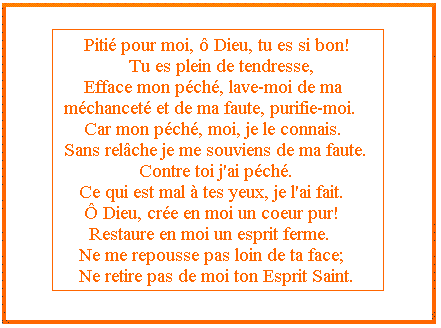 Pitié pour moi, ô Dieu, tu es si bon!
Tu es plein de tendresse,
Efface mon péché, lave-moi de ma
méchanceté et de ma faute, purifie-moi.
Car mon péché, moi, je le connais.
Sans relâche je me souviens de ma faute.
Contre toi j'ai péché.
Ce qui est mal à tes yeux, je l'ai fait.
Ô Dieu, crée en moi un coeur pur!
Restaure en moi un esprit ferme.
Ne me repousse pas loin de ta face;
Ne retire pas de moi ton Esprit Saint.